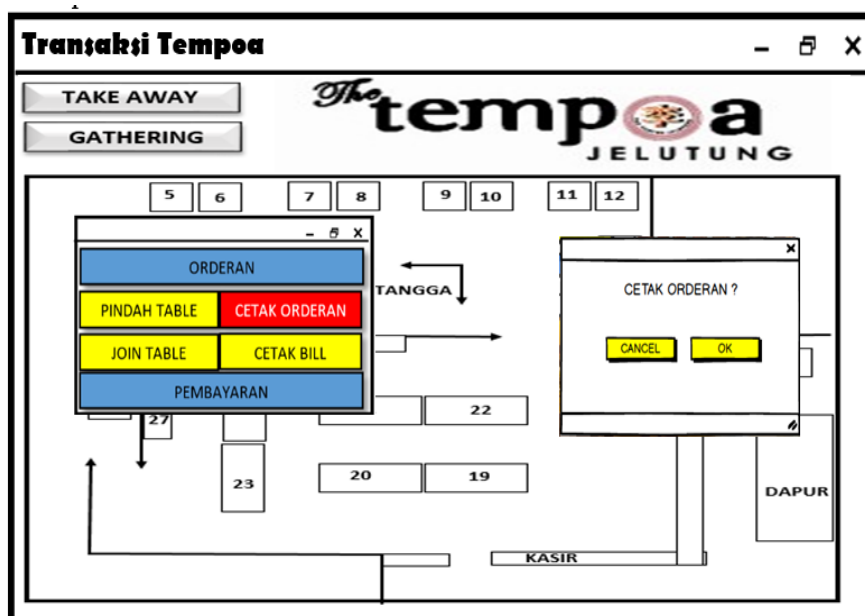 Transaksi Tempoa
TAKE AWAY
GATHERING
The tempoa
JELUTUNG
5 6 7 8 9 10 11 12
ORDERAN
PINDAH TABLE
CETAK ORDERAN
JOIN TABLE
CETAK BILL
PEMBAYARAN
TANGGA
CETAK ORDERAN ?
CANCEL
OK
27
22
23
20
19
DAPUR
KASIR